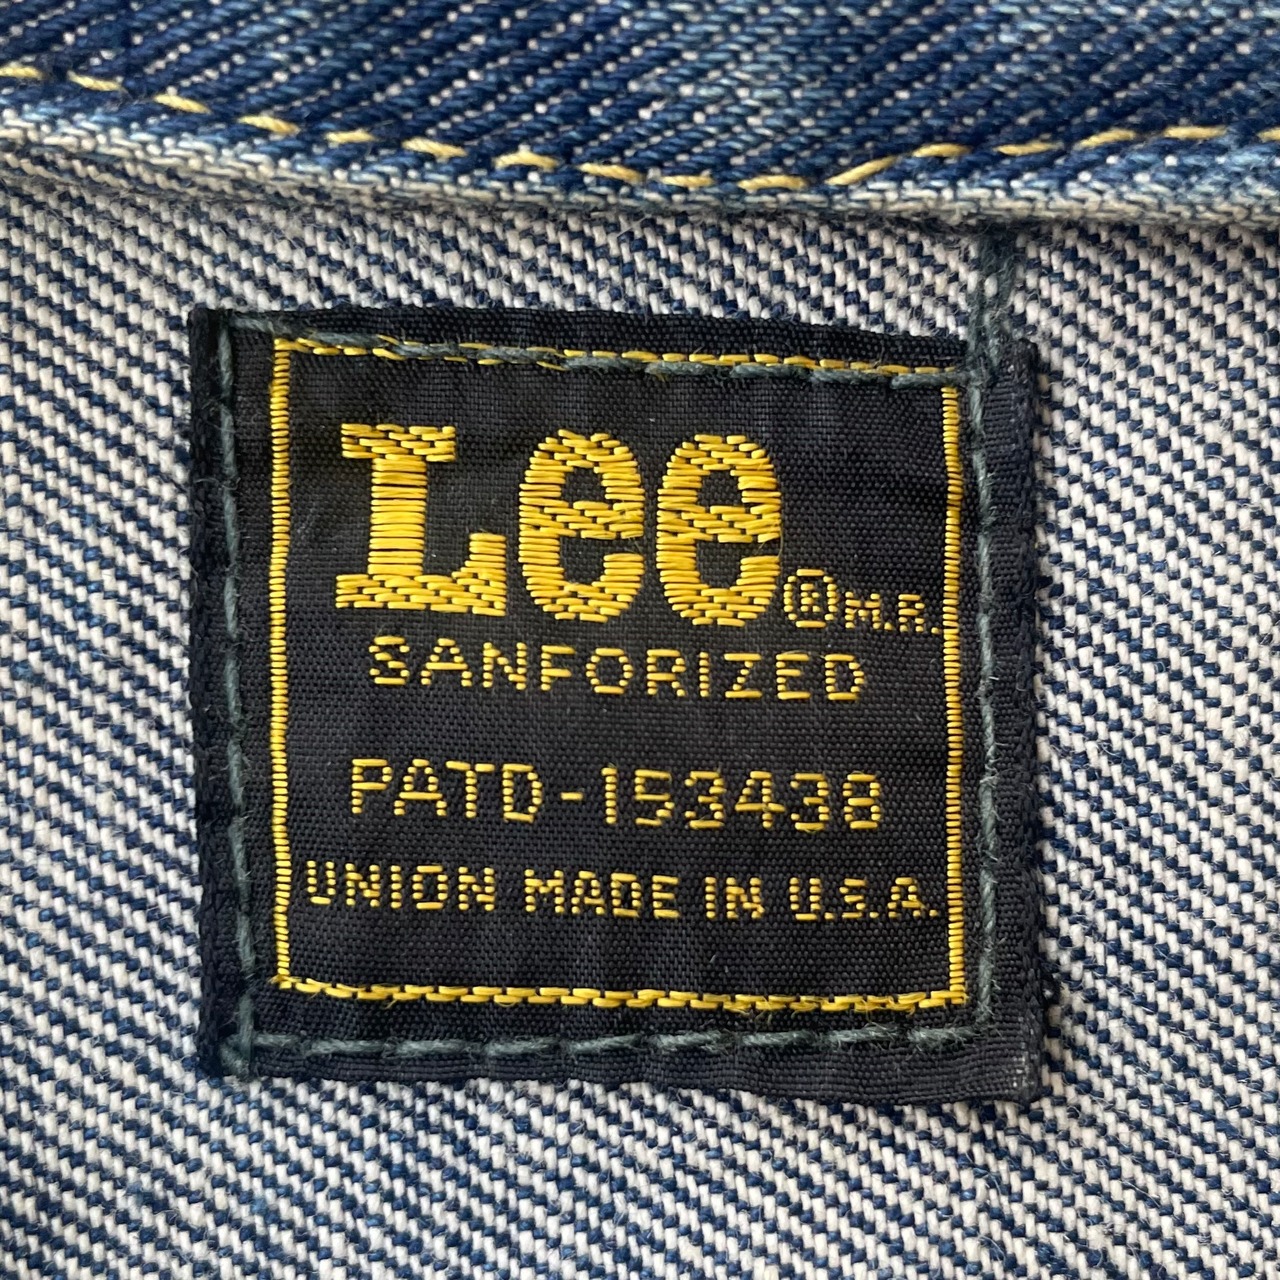 Lee® M.R.
SANFORIZED
PATD-153438
UNION MADE IN U.S.A.